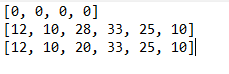 [0, 0, 0, 0]
[12, 10, 28, 33, 25, 10]
[12, 10, 20, 33, 25, 10]